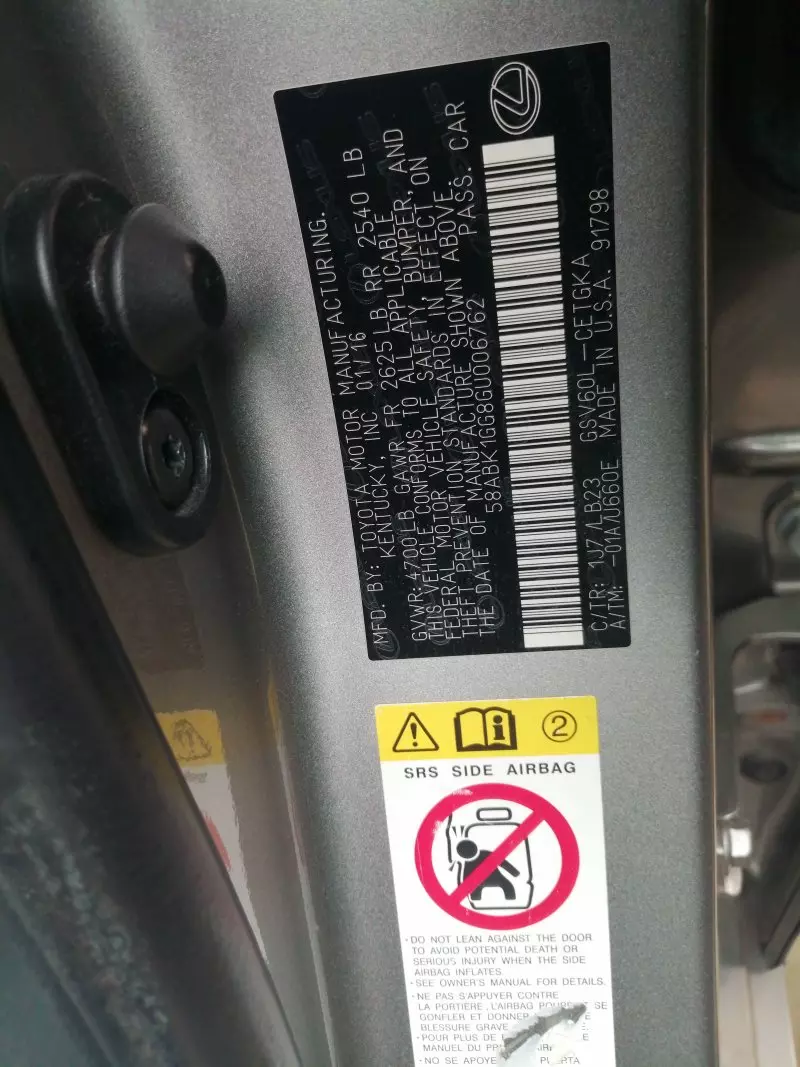 MFD. BY: TOYOTA MOTOR MANUFACTURING.
KENTUCKY, INC. 01/16
GVWR: 4700LB GAWR FR 2625LB RR 2540 LB
THIS VEHICLE CONFORMS TO ALL APPLICABLE
FEDERAL MOTOR VEHICLE SAFETY, BUMPER, AND
THEFT PREVENTION STANDARDS IN EFFECT ON
THE DATE OF MANUFACTURE SHOWN ABOVE.
58ABK1GG8GU006762 PASS. CAR
C/TR: 1J7/LB23 GSV60L-CETGKA
A/TM: -01A/U660E MADE IN U.S.A. 91798
2
SRS SIDE AIRBAG
· DO NOT LEAN AGAINST THE DOOR
TO AVOID POTENTIAL DEATH OR
SERIOUS INJURY WHEN THE SIDE
AIRBAG INFLATES.
· SEE OWNER'S MANUAL FOR DETAILS.
· NE PAS S'APPUYER CONTRE
LA PORTIÈRE, L'AIRBAG SE
GONFLER ET
BLESSURE GRAVE
· POUR PLUS DE
MANUEL DU
· NO SE APOYE